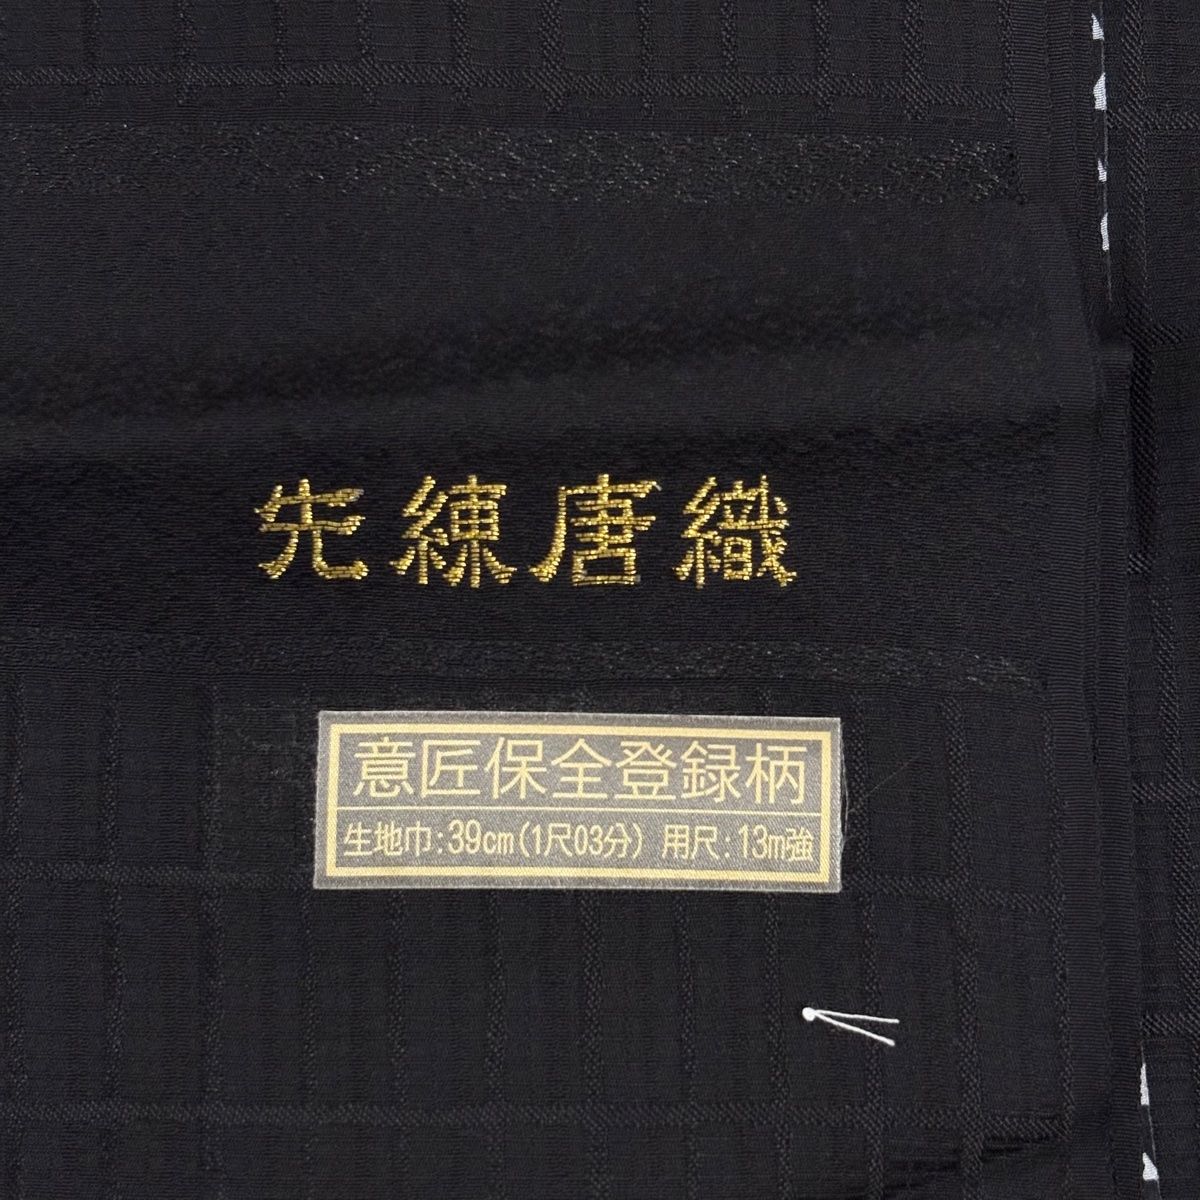 先練唐織
意匠保全登録柄
生地巾:39cm(1尺03分) 用尺:13m強